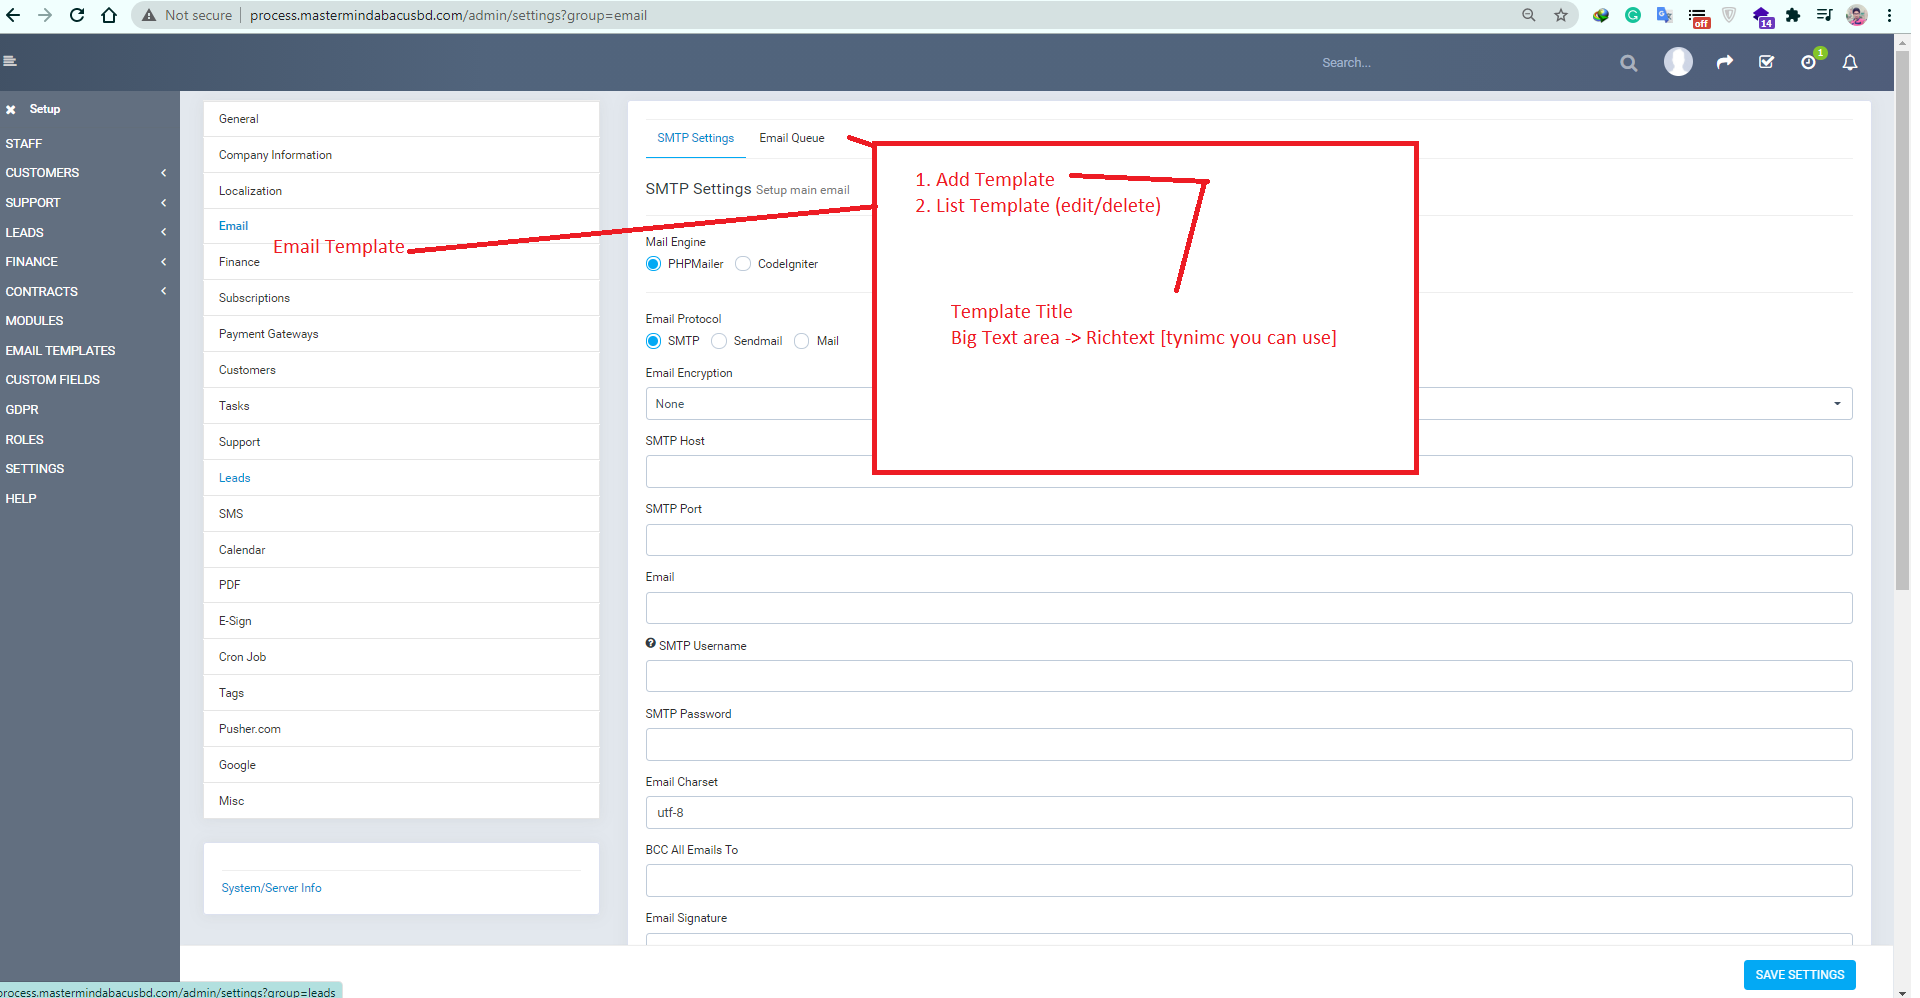 Not secure process.mastermindabacusbd.com/admin/settings?group=email
off
14
Search...
1
Setup
STAFF
CUSTOMERS
SUPPORT
LEADS
FINANCE
CONTRACTS
MODULES
EMAIL TEMPLATES
CUSTOM FIELDS
GDPR
ROLES
SETTINGS
HELP
General
Company Information
Localization
Email
Email Template
Finance
Subscriptions
Payment Gateways
Customers
Tasks
Support
Leads
SMS
Calendar
PDF
E-Sign
Cron Job
Tags
Pusher.com
Google
Misc
System/Server Info
SMTP Settings Email Queue
SMTP Settings Setup main email
Mail Engine
PHPMailer CodeIgniter
Email Protocol
SMTP Sendmail Mail
Email Encryption
None
SMTP Host
SMTP Port
Email
SMTP Username
SMTP Password
Email Charset
utf-8
BCC All Emails To
Email Signature
1. Add Template
2. List Template (edit/delete)
Template Title
Big Text area -> Richtext [tynimc you can use]
SAVE SETTINGS
process.mastermindabacusbd.com/admin/settings?group=leads